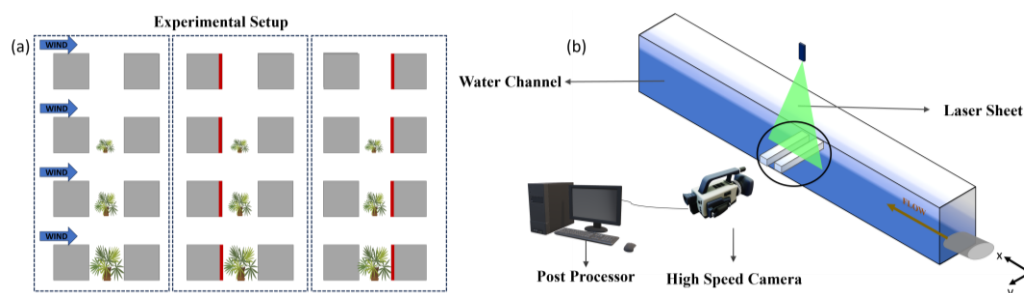 Experimental Setup
(a)
WIND
WIND
WIND
WIND
(b)
Water Channel
Laser Sheet
FLOW
Post Processor
High Speed Camera
X
Y